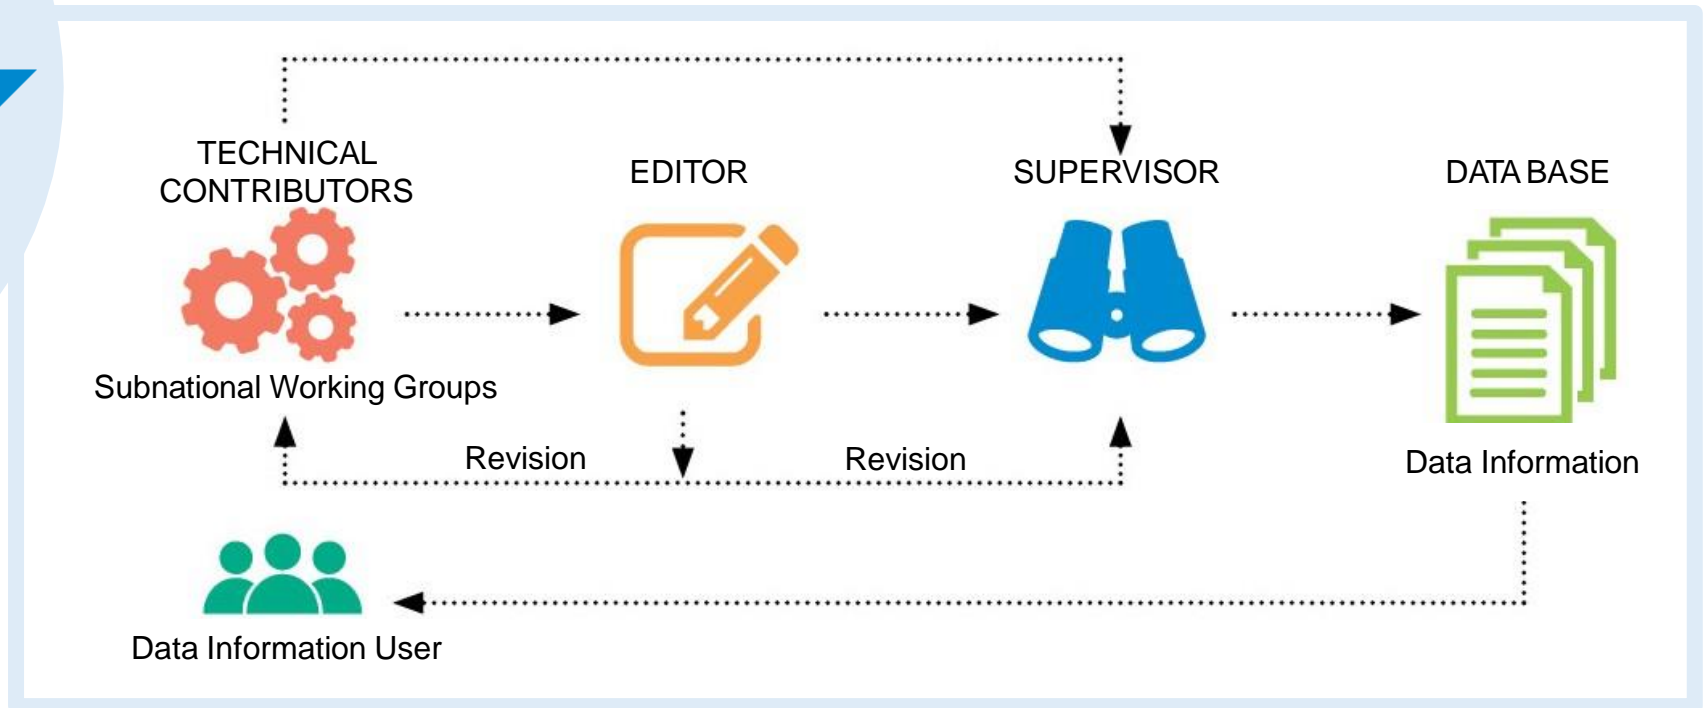 TECHNICAL
CONTRIBUTORS
EDITOR
SUPERVISOR
DATA BASE
Subnational Working Groups
Revision
Revision
Data Information
Data Information User